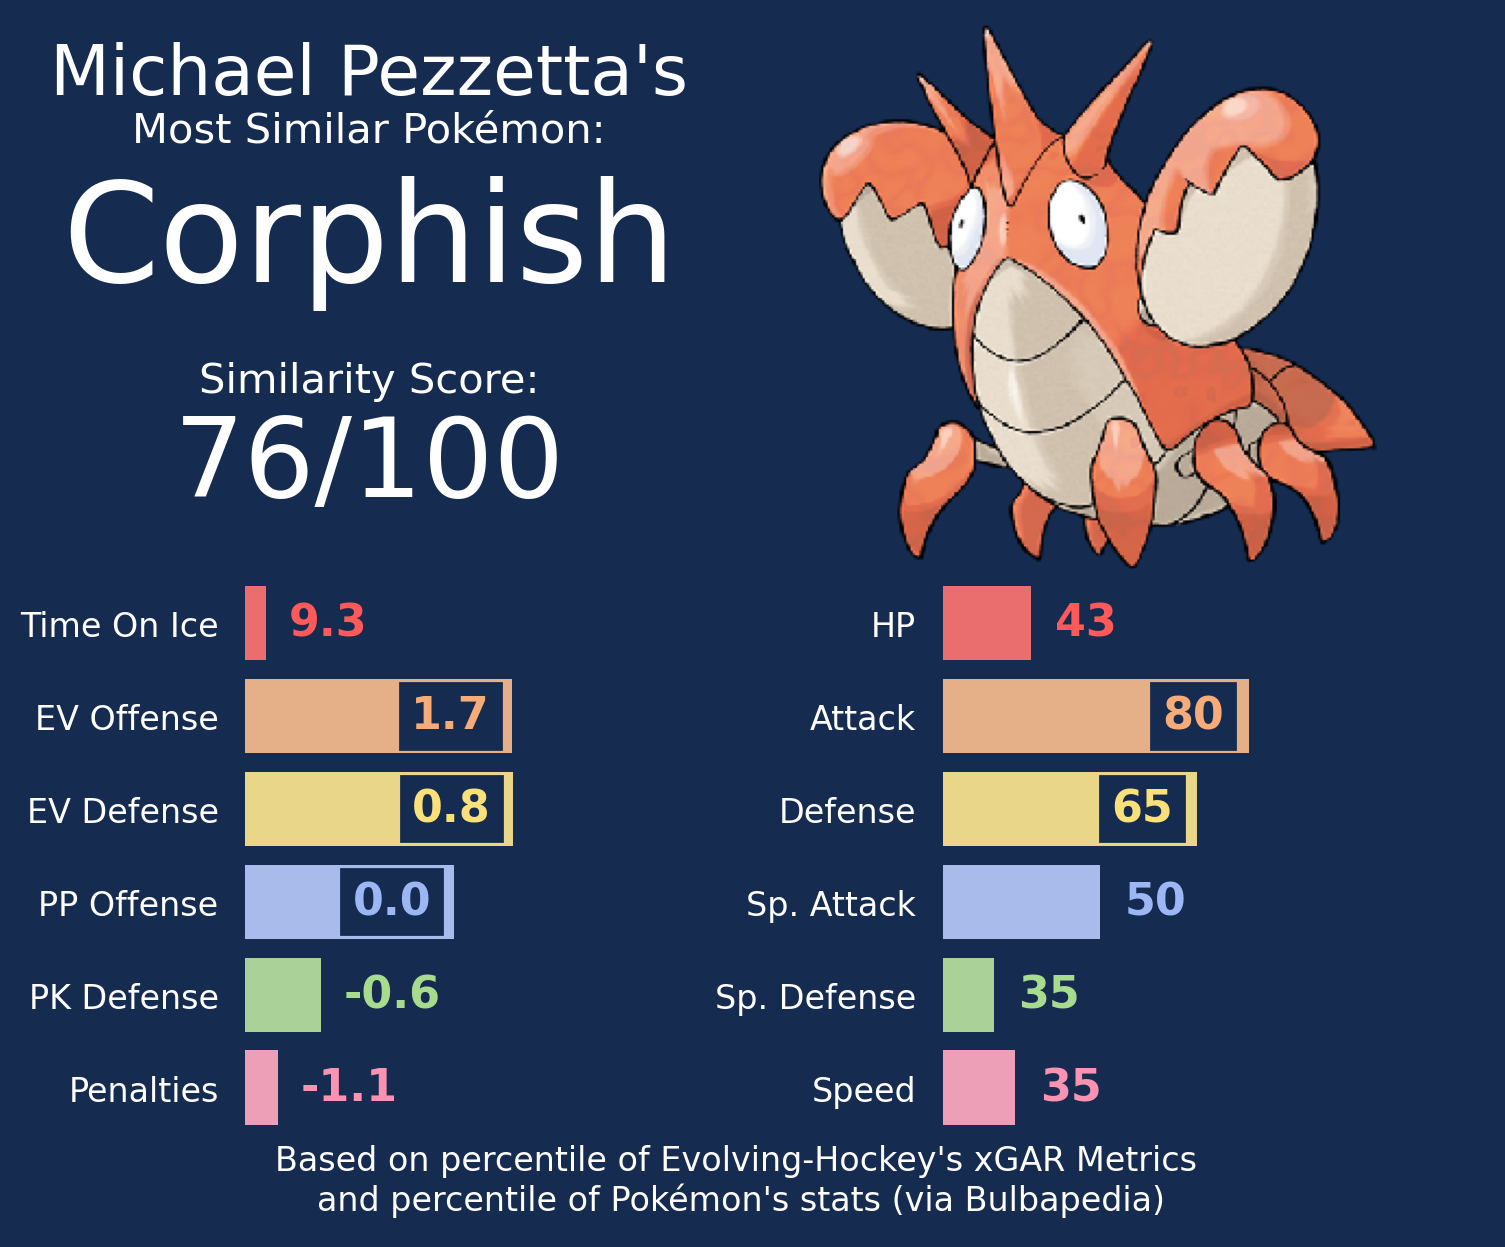 Michael Pezzetta's
Most Similar Pokémon:
Corphish
Similarity Score:
76/100
Time On Ice 9.3
EV Offense 1.7
EV Defense 0.8
PP Offense 0.0
PK Defense -0.6
Penalties -1.1
HP 43
Attack 80
Defense 65
Sp. Attack 50
Sp. Defense 35
Speed 35
Based on percentile of Evolving-Hockey's xGAR Metrics
and percentile of Pokémon's stats (via Bulbapedia)